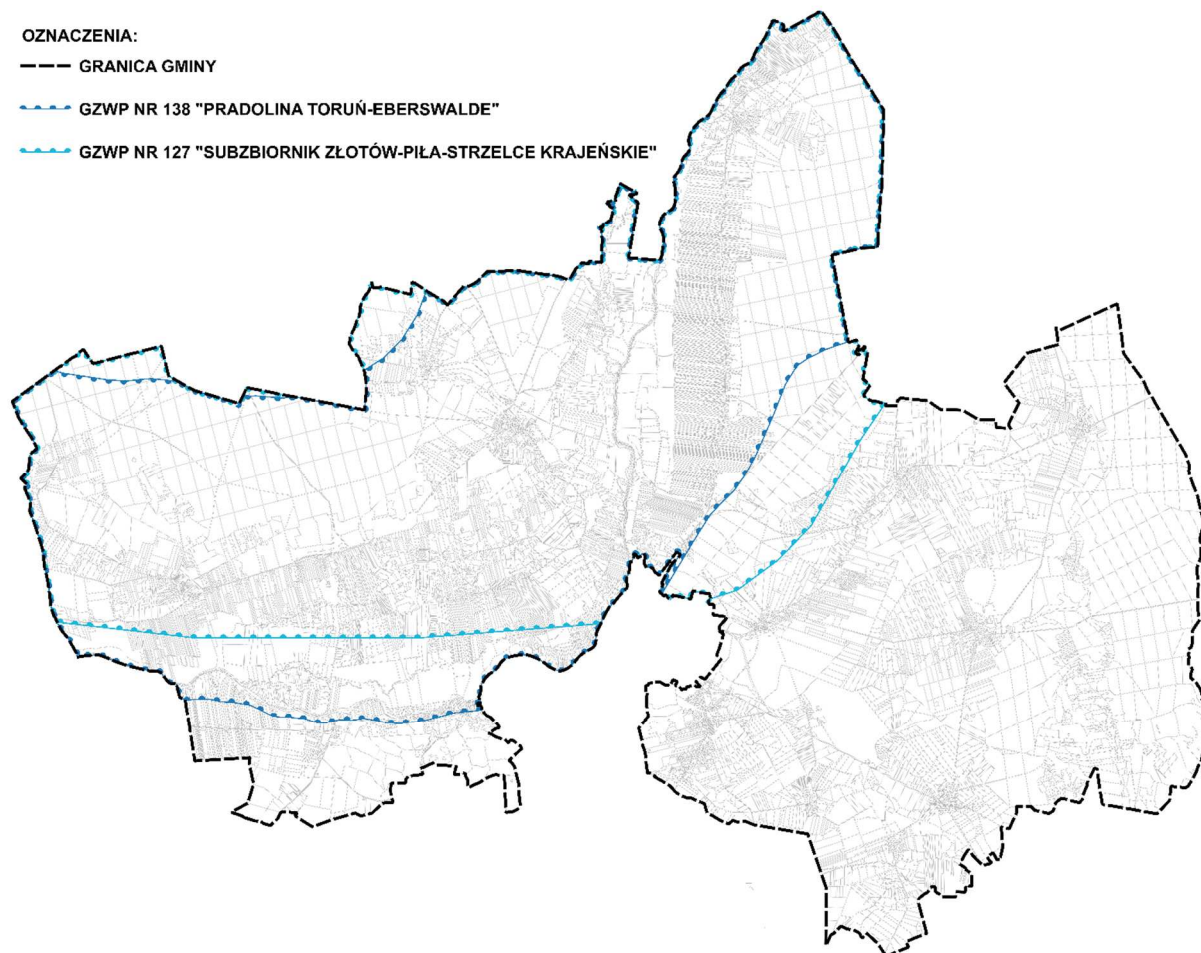 OZNACZENIA:
GRANICA GMINY
GZWP NR 138 "PRADOLINA TORUŃ-EBERSWALDE"
GZWP NR 127 "SUBZBIORNIK ZŁOTÓW-PIŁA-STRZELCE KRAJEŃSKIE"